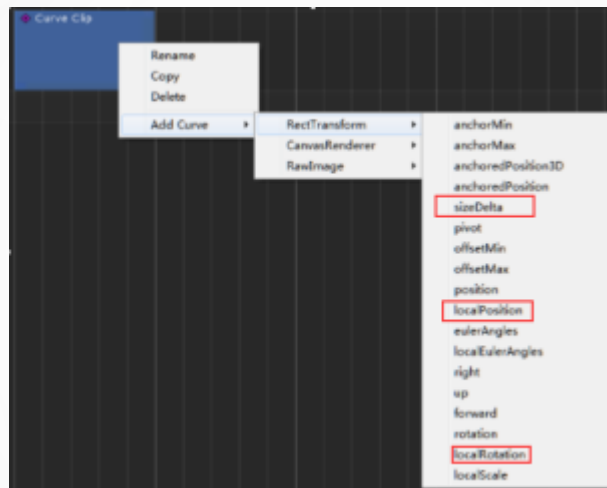 Curve Clip
Rename
Copy
Delete
Add Curve
RectTransform
CanvasRenderer
RawImage
anchorMin
anchorMax
anchoredPosition3D
anchoredPosition
sizeDelta
pivot
offsetMin
offsetMax
position
localPosition
eulerAngles
localEulerAngles
right
up
forward
rotation
localRotation
localScale